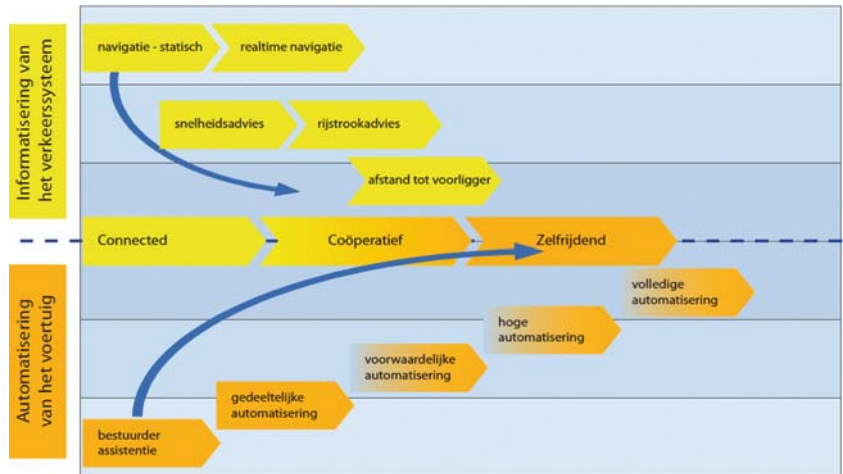 Informatisering van
het verkeerssysteem
navigatie - statisch
realtime navigatie
snelheidsadvies
rijstrookadvies
afstand tot voorligger
Connected
Coöperatief
Zelfrijdend
Automatisering
van het voertuig
volledige
automatisering
hoge
automatisering
voorwaardelijke
automatisering
gedeeltelijke
automatisering
bestuurder
assistentie